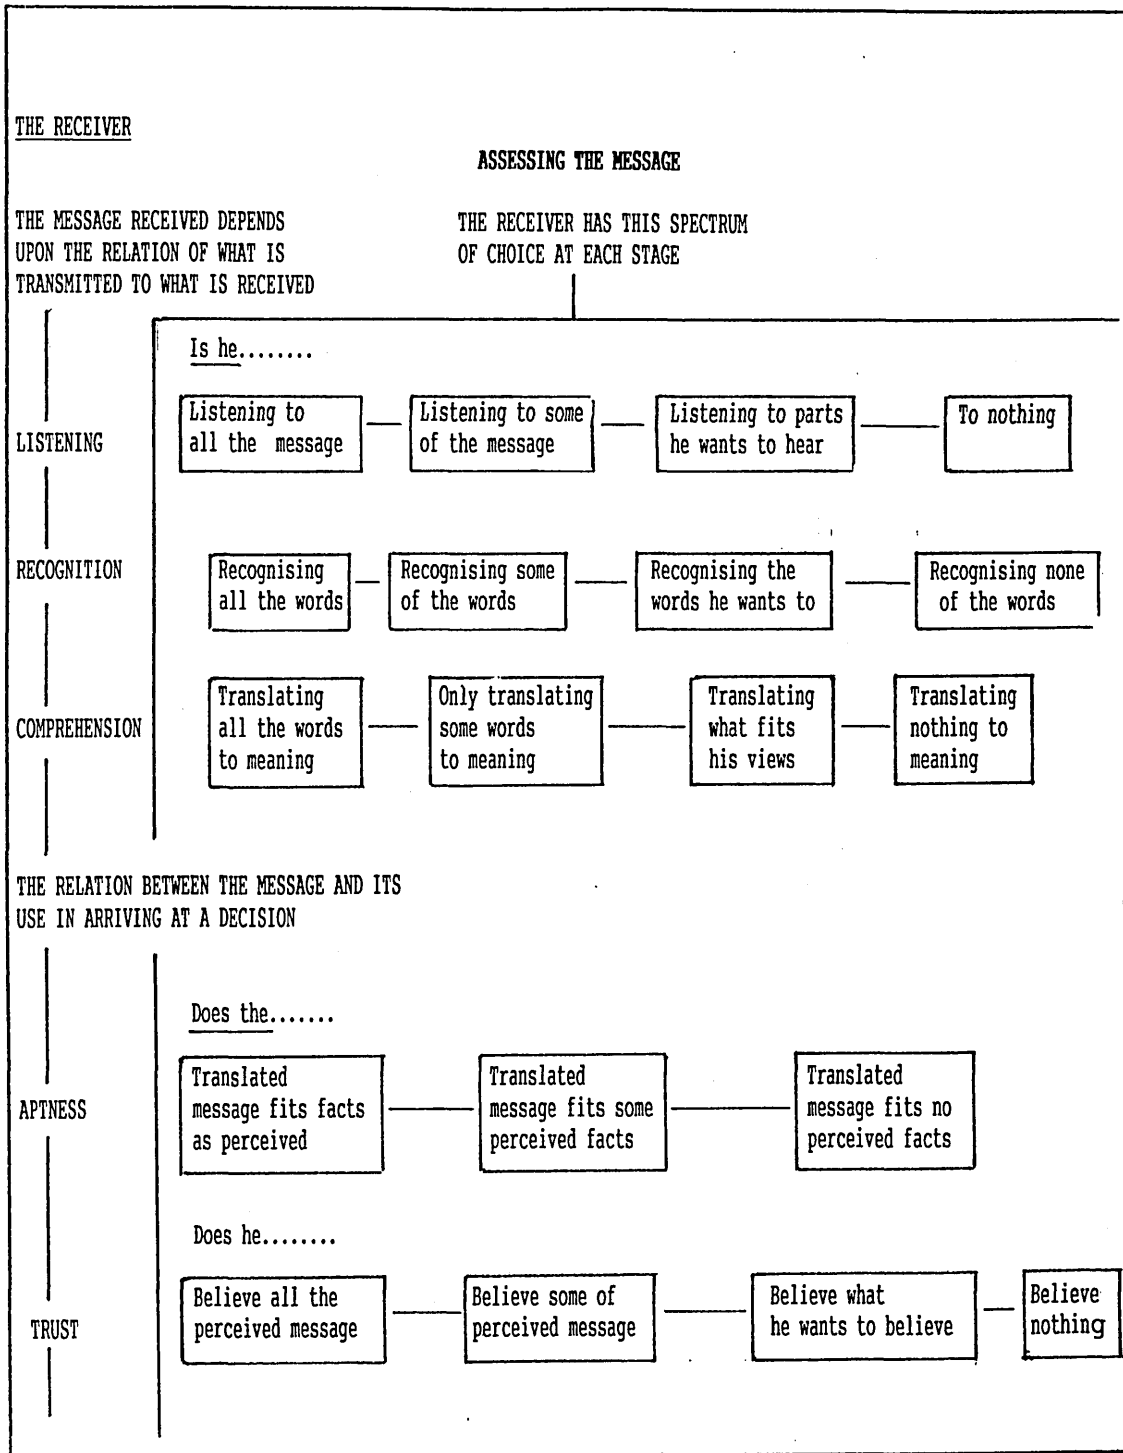 THE RECEIVER
ASSESSING THE MESSAGE
THE MESSAGE RECEIVED DEPENDS
UPON THE RELATION OF WHAT IS
TRANSMITTED TO WHAT IS RECEIVED
THE RECEIVER HAS THIS SPECTRUM
OF CHOICE AT EACH STAGE
Is he........
LISTENING
Listening to
all the message
Listening to some
of the message
Listening to parts
he wants to hear
To nothing
RECOGNITION
Recognising
all the words
Recognising some
of the words
Recognising the
words he wants to
Recognising none
of the words
COMPREHENSION
Translating
all the words
to meaning
Only translating
some words
to meaning
Translating
what fits
his views
Translating
nothing to
meaning
THE RELATION BETWEEN THE MESSAGE AND ITS
USE IN ARRIVING AT A DECISION
Does the.......
APTNESS
Translated
message fits facts
as perceived
Translated
message fits some
perceived facts
Translated
message fits no
perceived facts
Does he........
TRUST
Believe all the
perceived message
Believe some of
perceived message
Believe what
he wants to believe
Believe
nothing